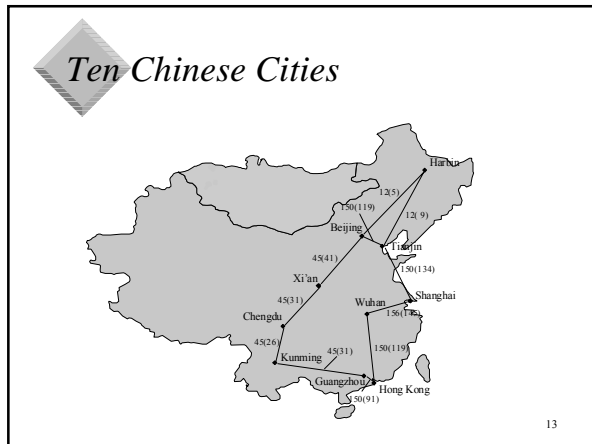 Ten Chinese Cities
Harbin
12(5)
150(119)
12( 9)
Beijing
Tianjin
45(41)
150(134)
Xi'an
Shanghai
45(31)
Wuhan
Chengdu
45(26)
45(31)
150(119)
Kunming
Guangzhou
Hong Kong
150(91)
13